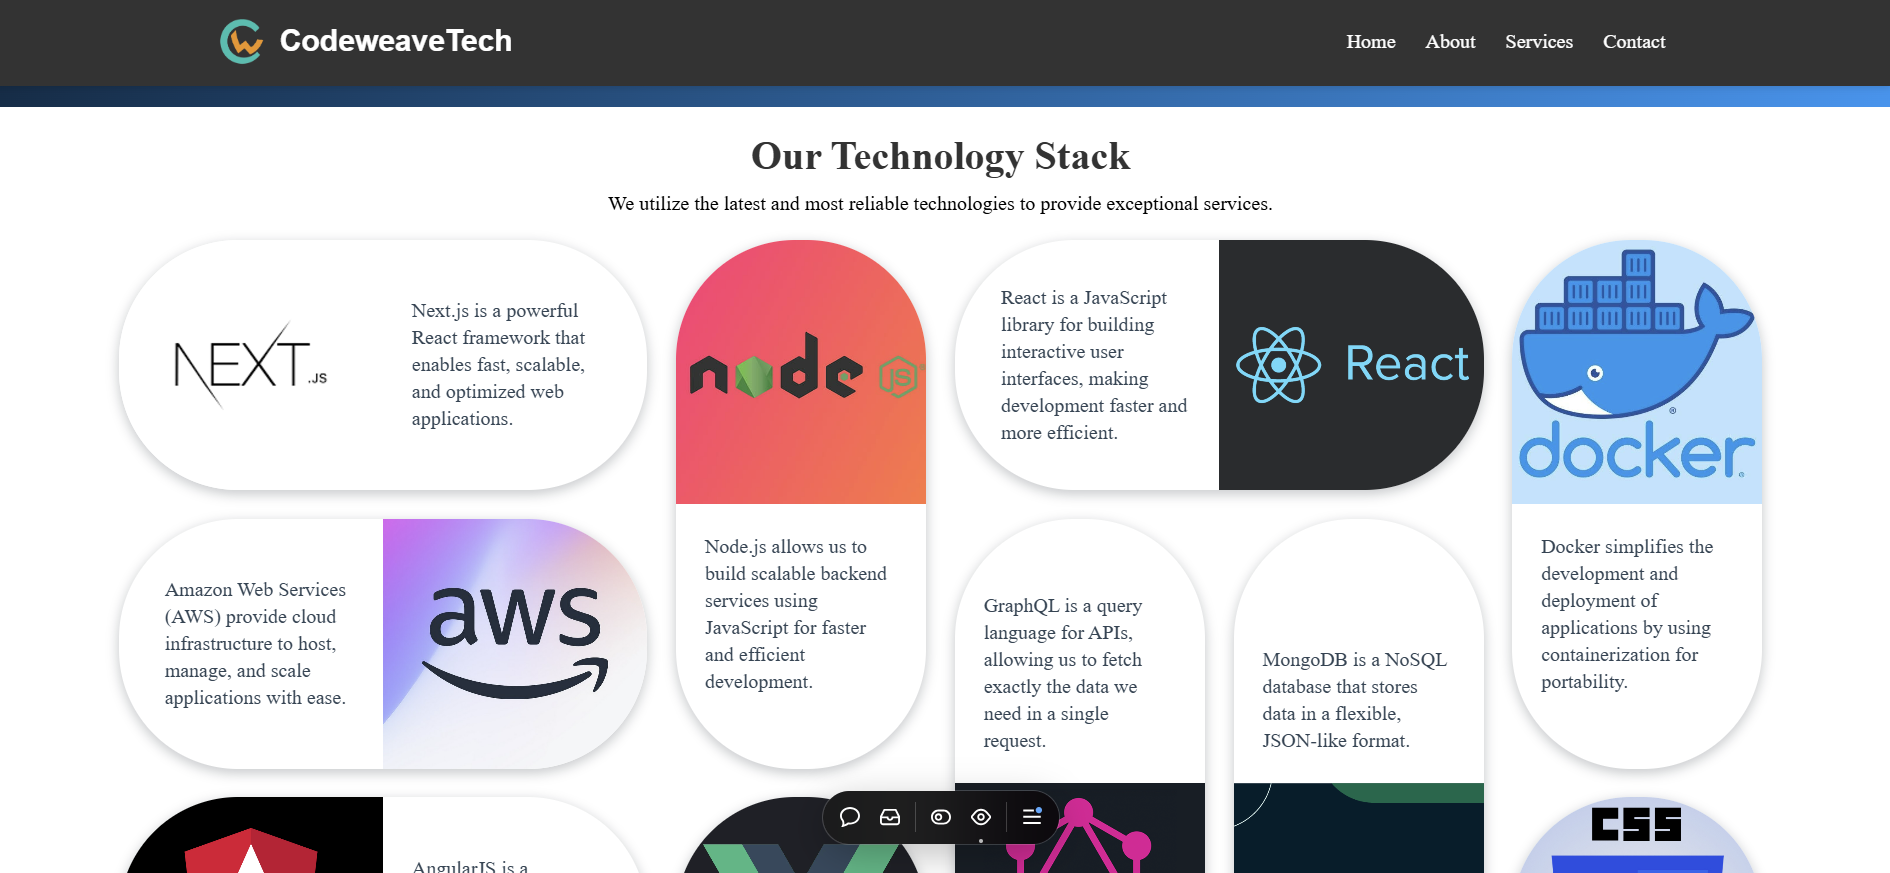 CodeweaveTech
Home
About
Services
Contact
Our Technology Stack
We utilize the latest and most reliable technologies to provide exceptional services.
NEXT.JS
Next.js is a powerful
React framework that
enables fast, scalable,
and optimized web
applications.
node JS
React is a JavaScript
library for building
interactive user
interfaces, making
development faster and
more efficient.
React
docker
Amazon Web Services
(AWS) provide cloud
infrastructure to host,
manage, and scale
applications with ease.
aws
Node.js allows us to
build scalable backend
services using
JavaScript for faster
and efficient
development.
GraphQL is a query
language for APIs,
allowing us to fetch
exactly the data we
need in a single
request.
MongoDB is a NoSQL
database that stores
data in a flexible,
JSON-like format.
Docker simplifies the
development and
deployment of
applications by using
containerization for
portability.
AngularJS is a
CSS